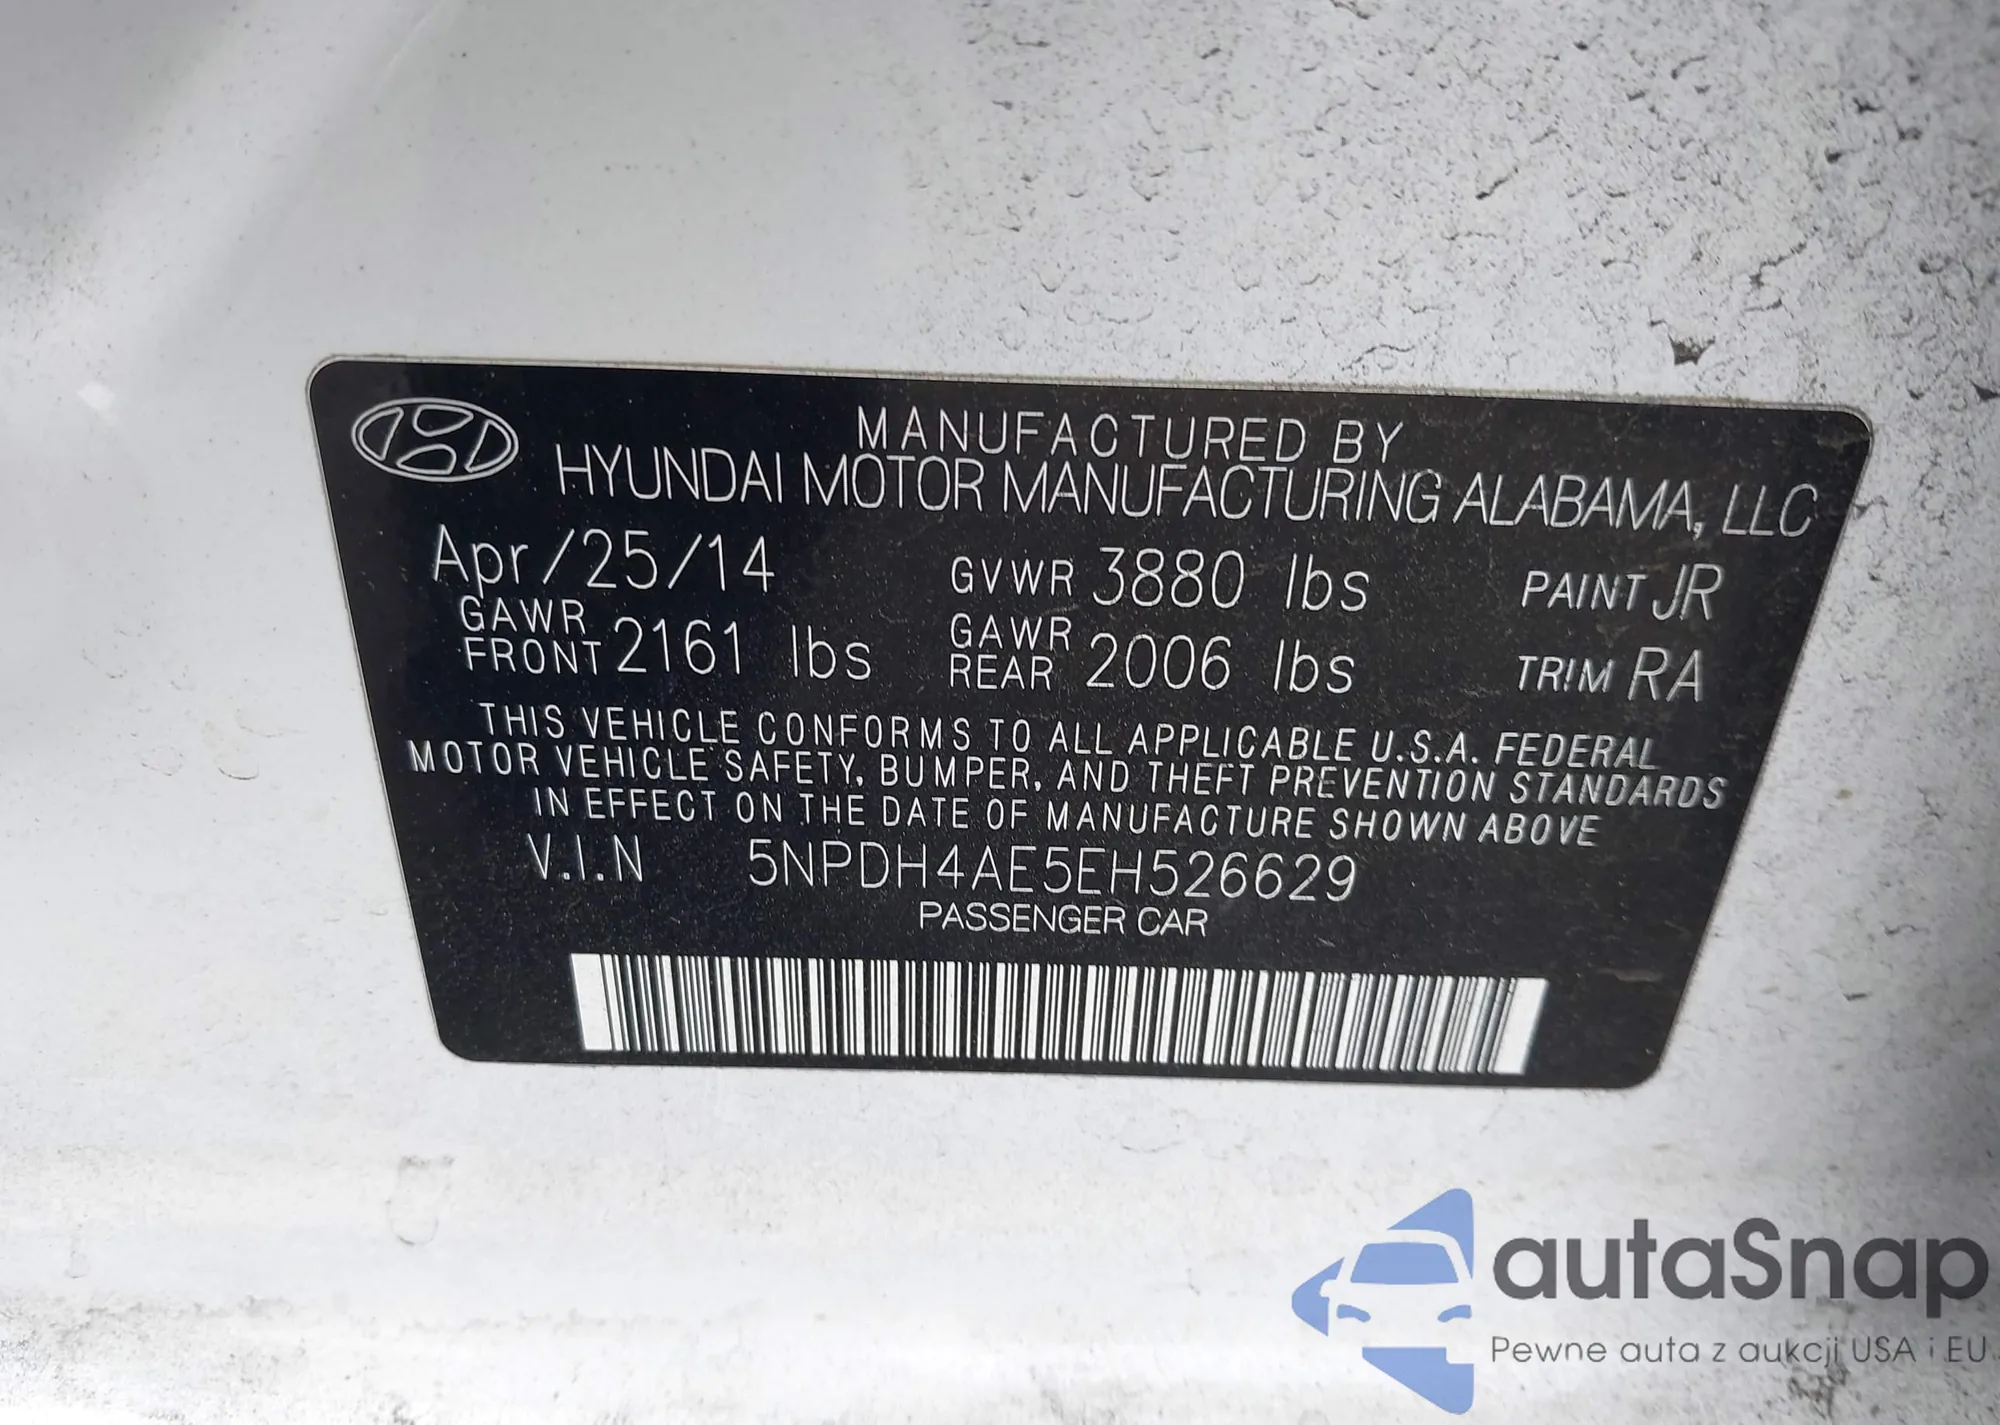 MANUFACTURED BY
HYUNDAI MOTOR MANUFACTURING ALABAMA, LLC
Apr/25/14 GVWR 3880 lbs PAINT JR
GAWR FRONT 2161 lbs GAWR REAR 2006 lbs TRIM RA
THIS VEHICLE CONFORMS TO ALL APPLICABLE U.S.A. FEDERAL
MOTOR VEHICLE SAFETY, BUMPER, AND THEFT PREVENTION STANDARDS
IN EFFECT ON THE DATE OF MANUFACTURE SHOWN ABOVE
V.I.N 5NPDH4AE5EH526629
PASSENGER CAR
autaSnap
Pewne auta z aukcji USA i EU